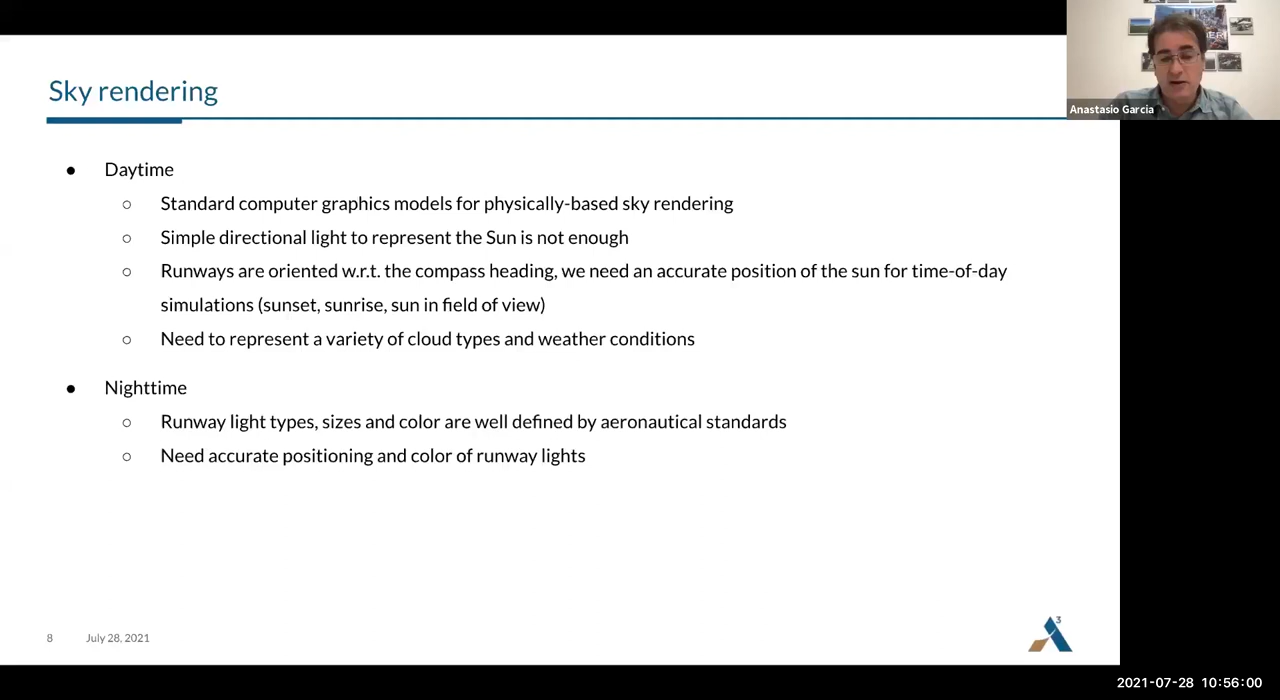 Sky rendering
Anastasio Garcia
● Daytime
○ Standard computer graphics models for physically-based sky rendering
○ Simple directional light to represent the Sun is not enough
○ Runways are oriented w.r.t. the compass heading, we need an accurate position of the sun for time-of-day
simulations (sunset, sunrise, sun in field of view)
○ Need to represent a variety of cloud types and weather conditions
● Nighttime
○ Runway light types, sizes and color are well defined by aeronautical standards
○ Need accurate positioning and color of runway lights
8 July 28, 2021
3
2021-07-28 10:56:00